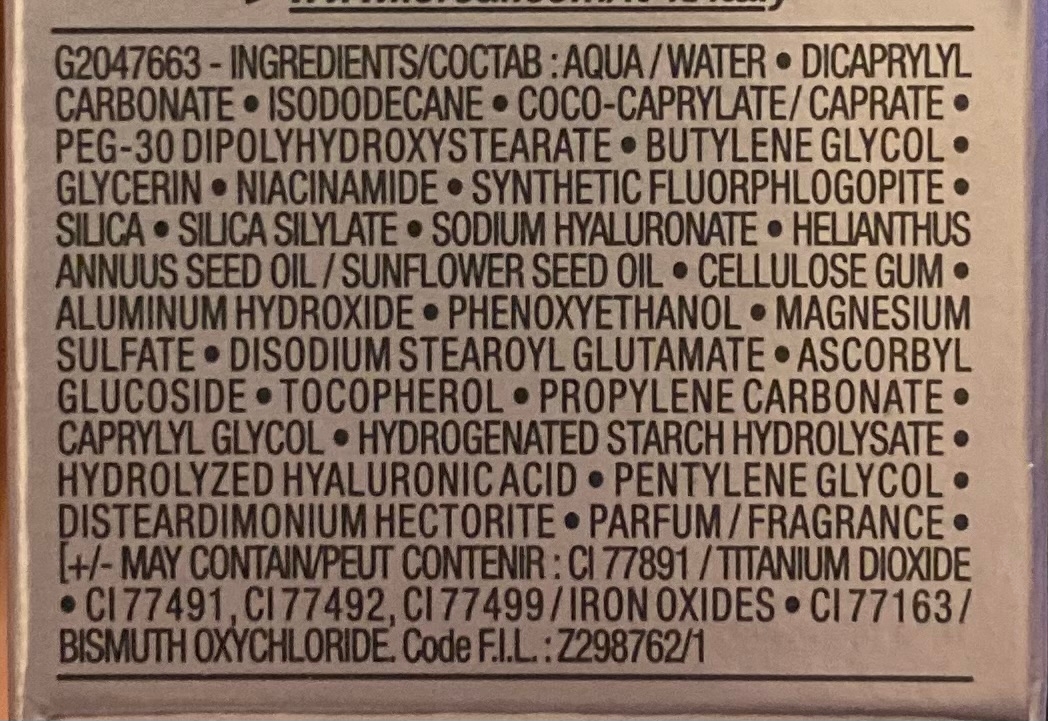 G2047663 - INGREDIENTS/COCTAB : AQUA / WATER • DICAPRYLYL
CARBONATE • ISODODECANE • COCO-CAPRYLATE/ CAPRATE •
PEG-30 DIPOLYHYDROXYSTEARATE • BUTYLENE GLYCOL •
GLYCERIN • NIACINAMIDE • SYNTHETIC FLUORPHLOGOPITE •
SILICA • SILICA SILYLATE • SODIUM HYALURONATE • HELIANTHUS
ANNUUS SEED OIL / SUNFLOWER SEED OIL • CELLULOSE GUM •
ALUMINUM HYDROXIDE • PHENOXYETHANOL • MAGNESIUM
SULFATE • DISODIUM STEAROYL GLUTAMATE • ASCORBYL
GLUCOSIDE • TOCOPHEROL • PROPYLENE CARBONATE •
CAPRYLYL GLYCOL • HYDROGENATED STARCH HYDROLYSATE •
HYDROLYZED HYALURONIC ACID • PENTYLENE GLYCOL •
DISTEARDIMONIUM HECTORITE • PARFUM / FRAGRANCE •
[+/- MAY CONTAIN/PEUT CONTENIR : CI 77891 / TITANIUM DIOXIDE
• CI 77491, CI 77492, CI 77499 / IRON OXIDES • CI 77163 /
BISMUTH OXYCHLORIDE. Code F.I.L. : Z298762/1